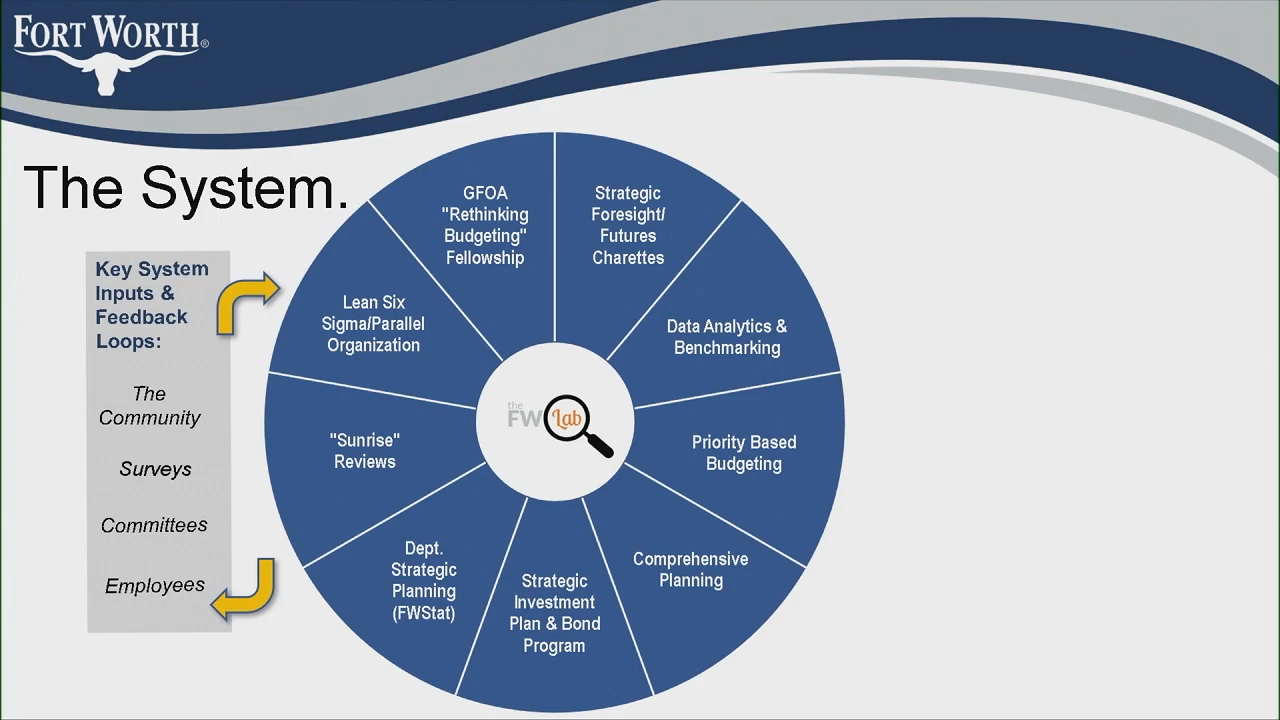 FORT WORTH®
The System.
Key System
Inputs &
Feedback
Loops:
The
Community
Surveys
Committees
Employees
GFOA
"Rethinking
Budgeting"
Fellowship
Strategic
Foresight/
Futures
Charettes
Data Analytics &
Benchmarking
Priority Based
Budgeting
Comprehensive
Planning
Strategic
Investment
Plan & Bond
Program
Dept.
Strategic
Planning
(FWStat)
"Sunrise"
Reviews
Lean Six
Sigma/Parallel
Organization
the
FW Lab